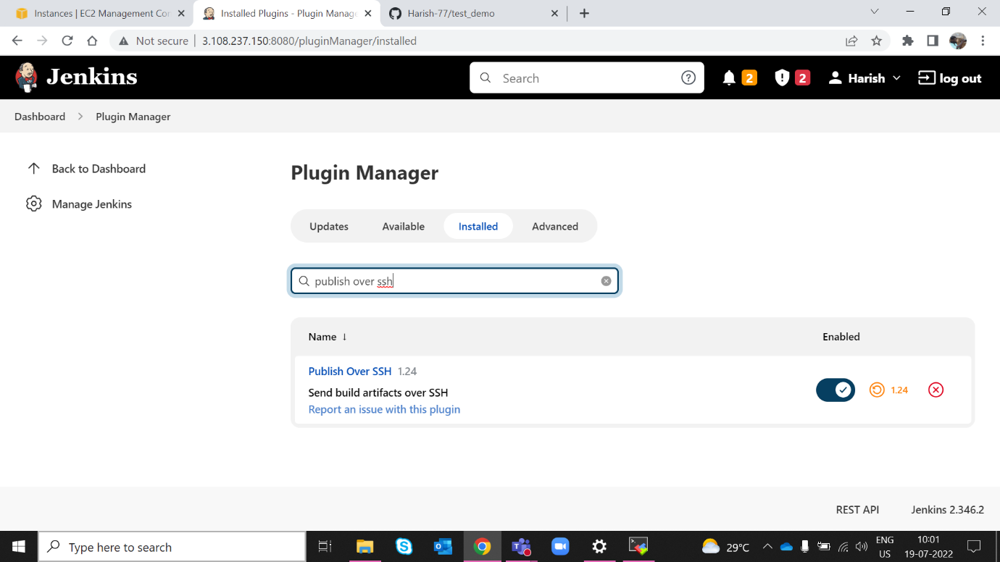 Instances | EC2 Management Con
Installed Plugins - Plugin Manage
Harish-77/test_demo
Not secure | 3.108.237.150:8080/pluginManager/installed
Jenkins
Search
2
2
Harish
log out
Dashboard
Plugin Manager
Back to Dashboard
Manage Jenkins
Plugin Manager
Updates
Available
Installed
Advanced
publish over ssh
Name ↓
Enabled
Publish Over SSH 1.24
Send build artifacts over SSH
Report an issue with this plugin
1.24
REST API
Jenkins 2.346.2
Type here to search
29°C
ENG
US
10:01
19-07-2022